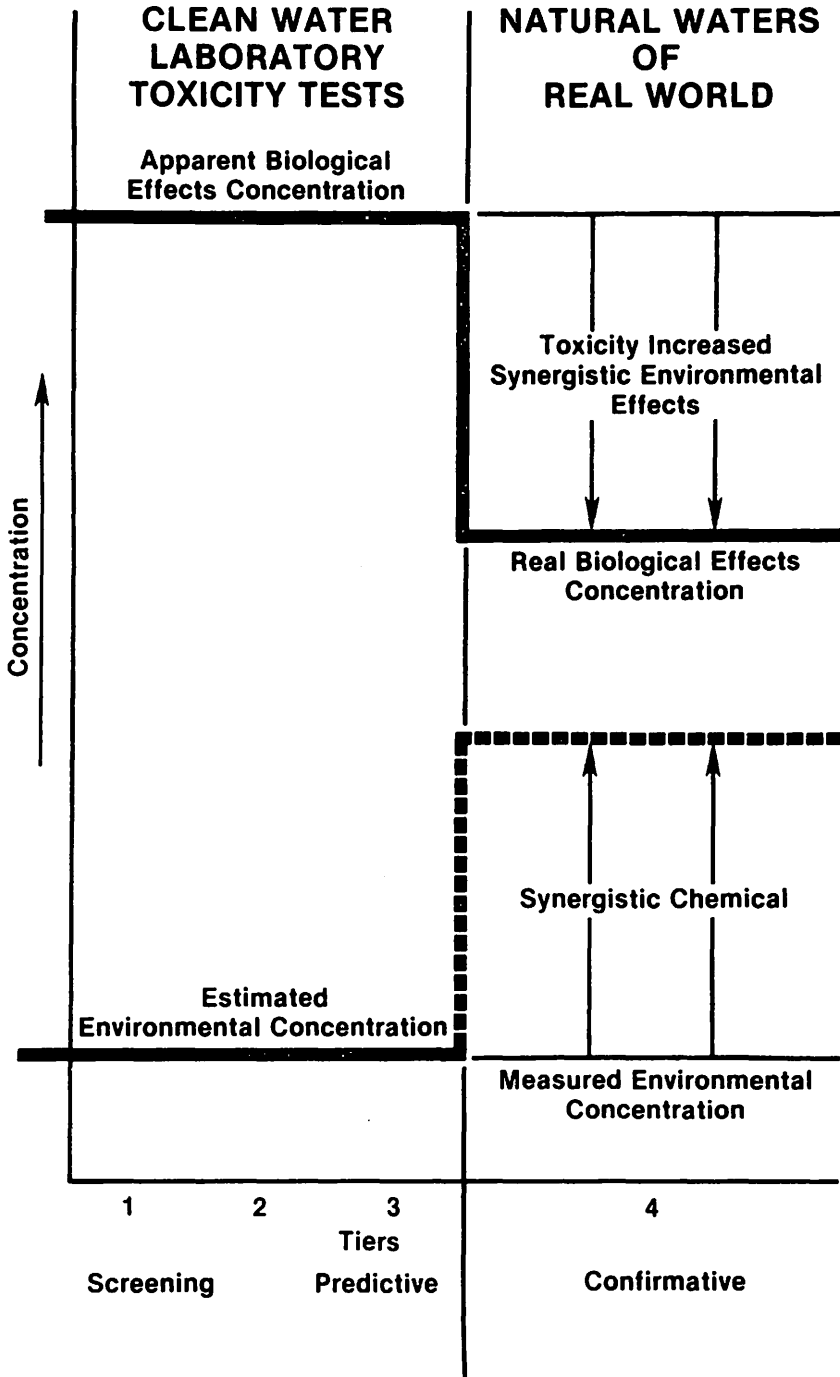 CLEAN WATER
LABORATORY
TOXICITY TESTS
NATURAL WATERS
OF
REAL WORLD
Apparent Biological
Effects Concentration
Toxicity Increased
Synergistic Environmental
Effects
Concentration
Real Biological Effects
Concentration
Synergistic Chemical
Estimated
Environmental Concentration
Measured Environmental
Concentration
1 2 3 4
Tiers
Screening Predictive Confirmative